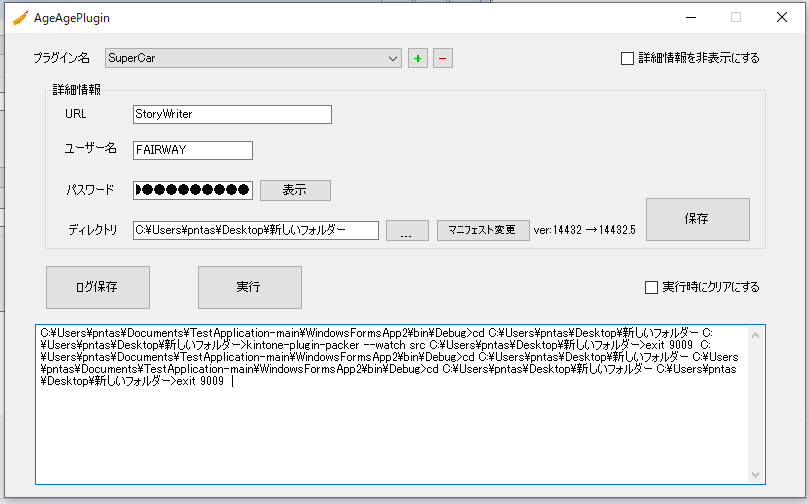 AgeAgePlugin
プラグイン名 SuperCar + - 詳細情報を非表示にする
詳細情報
URL StoryWriter
ユーザー名 FAIRWAY
パスワード ●●●●●●●●●● 表示
ディレクトリ C:¥Users¥pntas¥Desktop¥新しいフォルダー ... マニフェスト変更 ver:14432 →14432.5 保存
ログ保存 実行 実行時にクリアにする
C:¥Users¥pntas¥Documents¥TestApplication-main¥WindowsFormsApp2¥bin¥Debug>cd C:¥Users¥pntas¥Desktop¥新しいフォルダー C:
¥Users¥pntas¥Desktop¥新しいフォルダー>kintone-plugin-packer --watch src C:¥Users¥pntas¥Desktop¥新しいフォルダー>exit 9009 C:
¥Users¥pntas¥Documents¥TestApplication-main¥WindowsFormsApp2¥bin¥Debug>cd C:¥Users¥pntas¥Desktop¥新しいフォルダー C:¥Users
¥pntas¥Documents¥TestApplication-main¥WindowsFormsApp2¥bin¥Debug>cd C:¥Users¥pntas¥Desktop¥新しいフォルダー C:¥Users¥pntas
¥Desktop¥新しいフォルダー>exit 9009